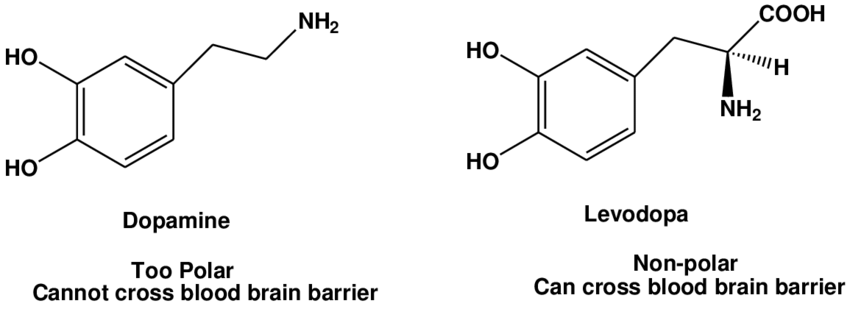 NH2
HO
HO
Dopamine
Too Polar
Cannot cross blood brain barrier
COOH
HO
H
NH2
HO
Levodopa
Non-polar
Can cross blood brain barrier